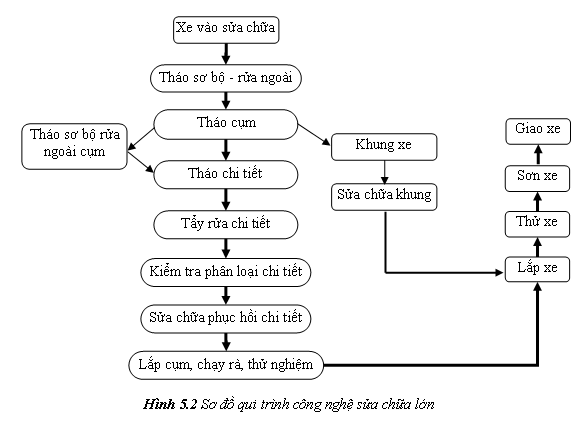 Xe vào sửa chữa
Tháo sơ bộ - rửa ngoài
Tháo cụm
Tháo sơ bộ rửa
ngoài cụm
Tháo chi tiết
Tẩy rửa chi tiết
Kiểm tra phân loại chi tiết
Sửa chữa phục hồi chi tiết
Lắp cụm, chạy rà, thử nghiệm
Khung xe
Sửa chữa khung
Giao xe
Sơn xe
Thử xe
Lắp xe
Hình 5.2 Sơ đồ qui trình công nghệ sửa chữa lớn